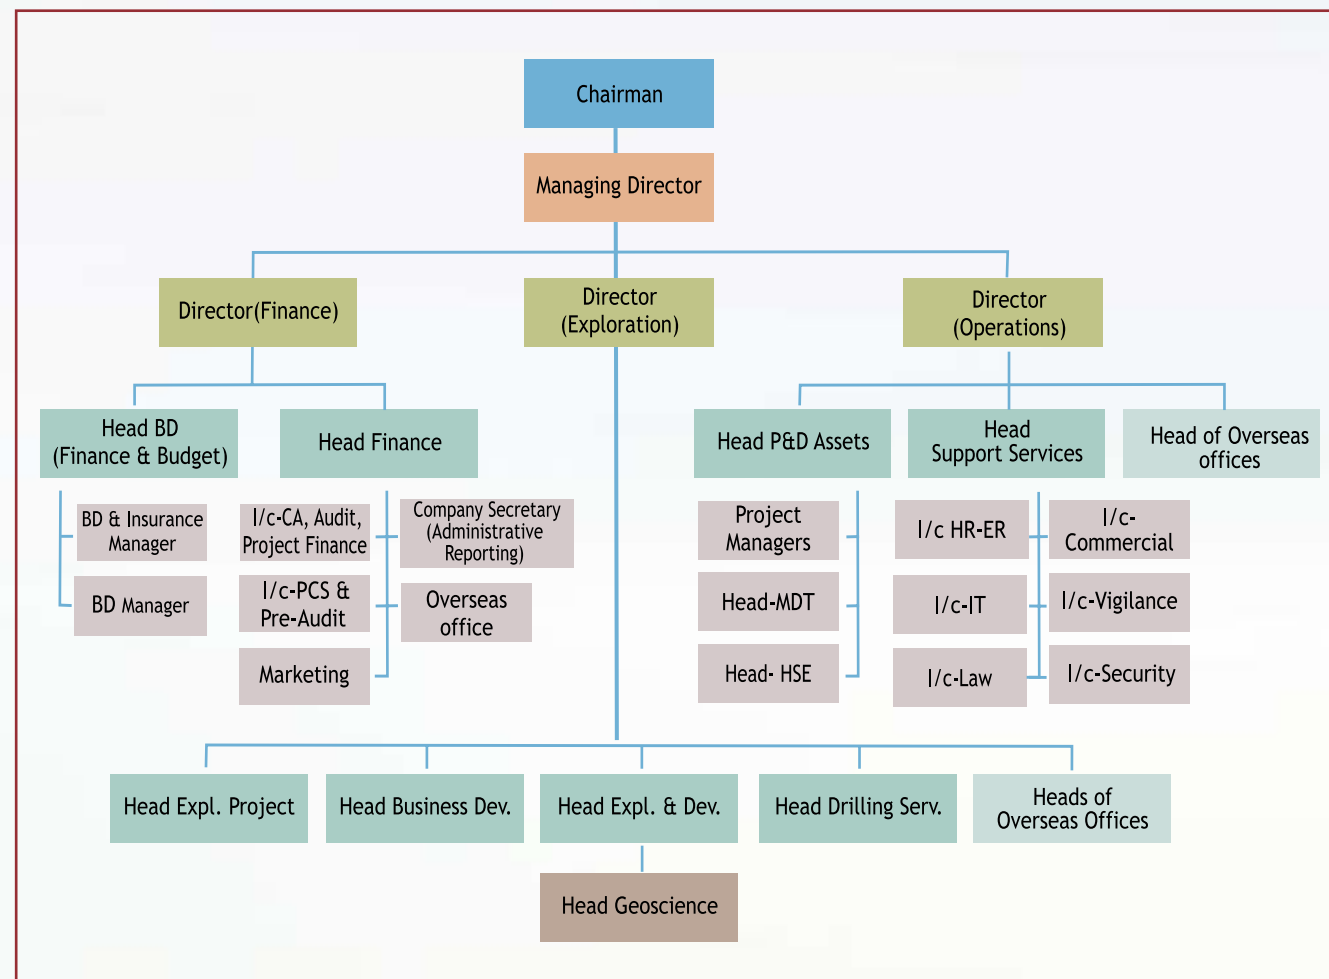 Chairman
Managing Director
Director(Finance)
Director
(Exploration)
Director
(Operations)
Head BD
(Finance & Budget)
Head Finance
Head P&D Assets
Head
Support Services
Head of Overseas
offices
BD & Insurance
Manager
BD Manager
I/c-CA, Audit,
Project Finance
I/c-PCS &
Pre-Audit
Marketing
Company Secretary
(Administrative
Reporting)
Overseas
office
Project
Managers
Head-MDT
Head- HSE
I/c HR-ER
I/c-IT
I/c-Law
I/c-
Commercial
I/c-Vigilance
I/c-Security
Head Expl. Project
Head Business Dev.
Head Expl. & Dev.
Head Drilling Serv.
Heads of
Overseas Offices
Head Geoscience